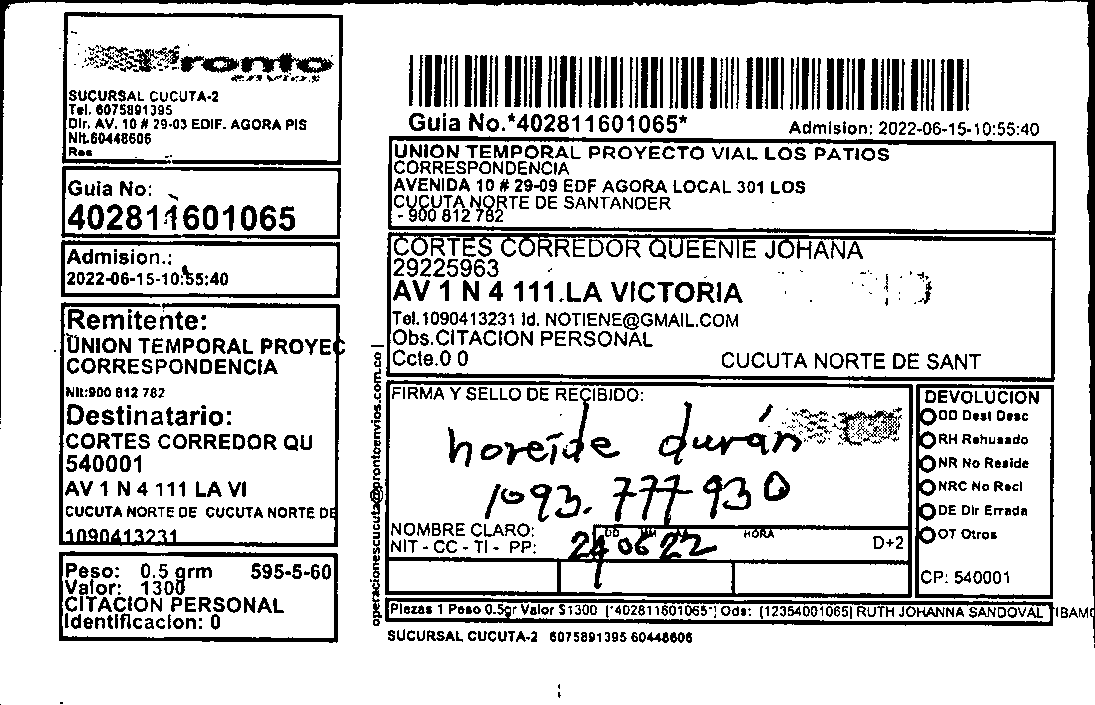 ronto
envios
SUCURSAL CUCUTA-2
Tel. 6075891395
Dir. AV. 10 # 29-03 EDIF. AGORA PIS
Nit.60448606
Res
Guia No:
402811601065
Admision.:
2022-06-15-10:55:40
Remitente:
UNION TEMPORAL PROYEC
CORRESPONDENCIA
Nit:900 812 782
Destinatario:
CORTES CORREDOR QU
540001
AV 1 N 4 111 LA VI
CUCUTA NORTE DE CUCUTA NORTE DE
1090413231
Peso: 0.5 grm 595-5-60
Valor: 1300
CITACION PERSONAL
Identificacion: 0
Guia No.*402811601065* Admision: 2022-06-15-10:55:40
UNION TEMPORAL PROYECTO VIAL LOS PATIOS
CORRESPONDENCIA
AVENIDA 10 # 29-09 EDF AGORA LOCAL 301 LOS
CUCUTA NORTE DE SANTANDER
- 900 812 782
CORTES CORREDOR QUEENIE JOHANA
29225963
AV 1 N 4 111.LA VICTORIA
Tel.1090413231 Id. NOTIENE@GMAIL.COM
Obs.CITACION PERSONAL
Ccte.0 0 CUCUTA NORTE DE SANT
operacionescucuta@prontoenvios.com.co |
FIRMA Y SELLO DE RECIBIDO:
horeíde durán
1093.777930
NOMBRE CLARO:
NIT - CC - TI - PP:
DD MM AA HORA D+2
240622
DEVOLUCION
DD Dest Desc
RH Rehusado
NR No Reside
NRC No Recl
DE Dir Errada
OT Otros
CP: 540001
Piezas 1 Peso 0.5gr Valor $1300 [*402811601065*] Ods: [12354001065] RUTH JOHANNA SANDOVAL TIBAMO
SUCURSAL CUCUTA-2 6075891395 60448606